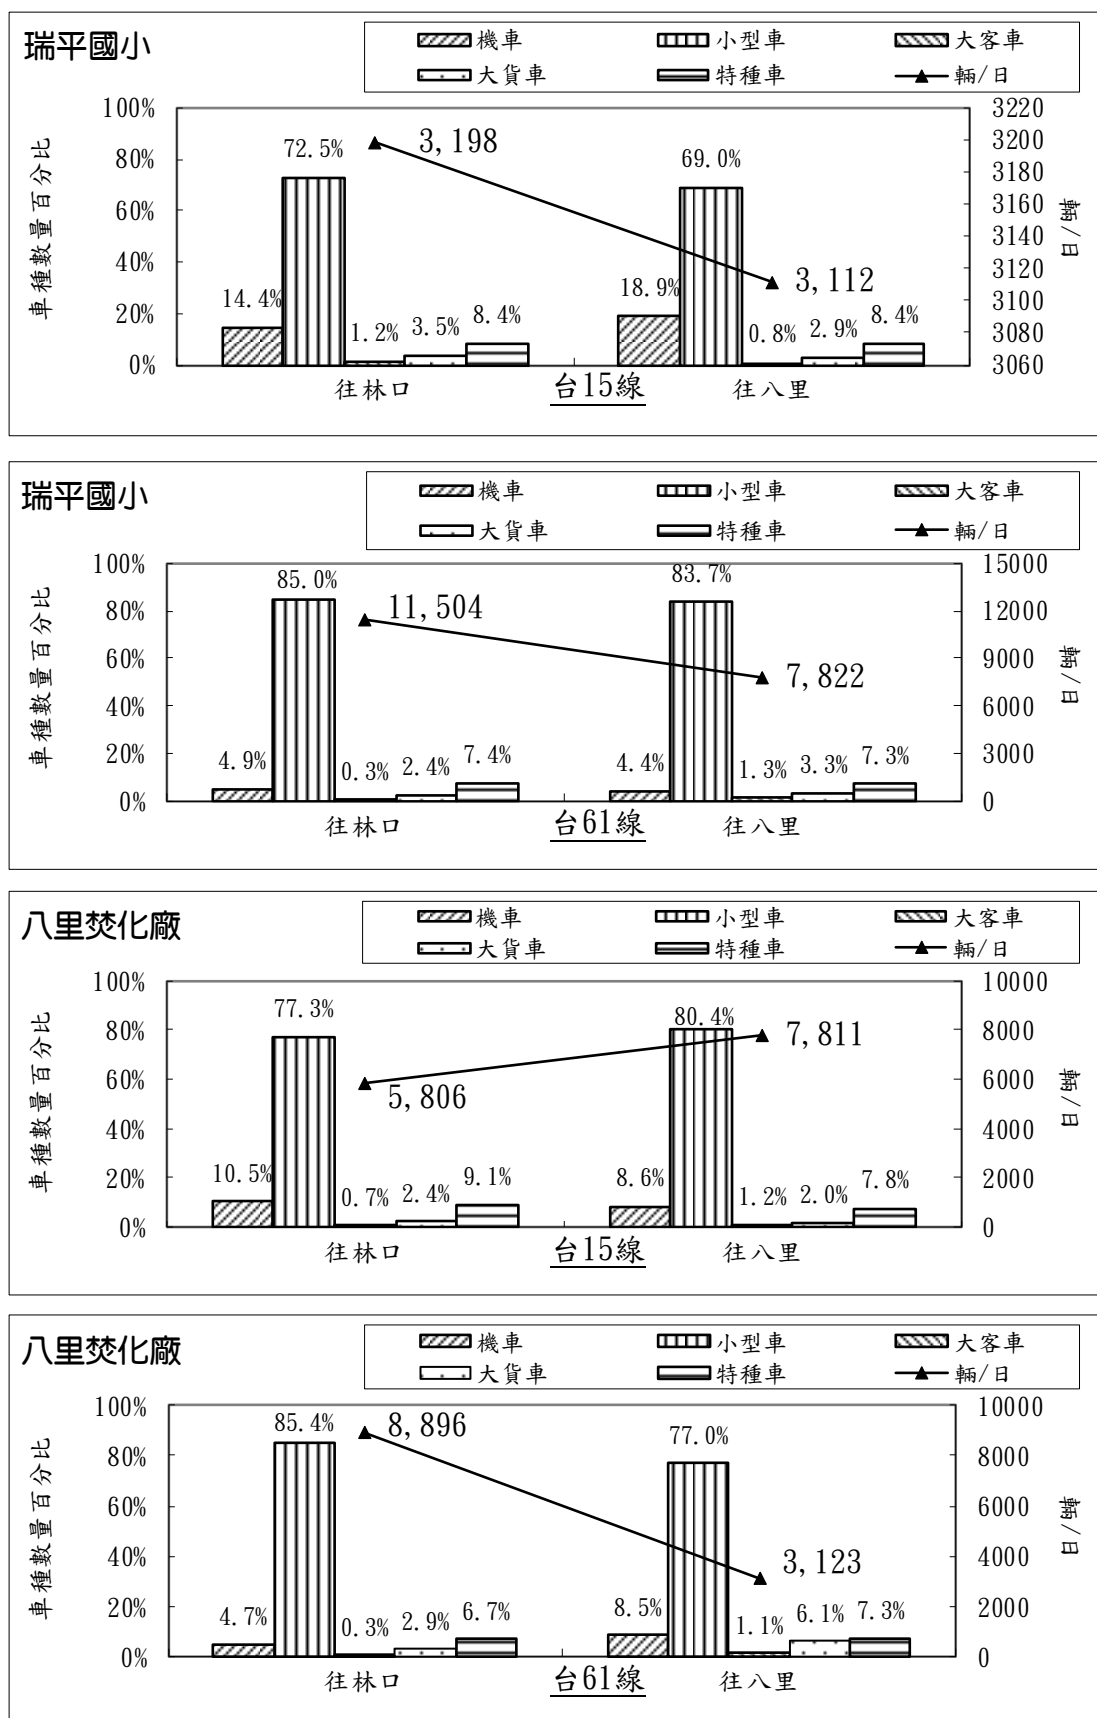 瑞平國小
機車 小型車 大客車
大貨車 特種車 輛/日
車種數量百分比
100%
80%
60%
40%
20%
0%
14.4% 72.5% 1.2% 3.5% 8.4%
18.9% 69.0% 0.8% 2.9% 8.4%
3,198
3,112
3220
3200
3180
3160
3140
3120
3100
3080
3060
輛/日
往林口 台15線 往八里
瑞平國小
機車 小型車 大客車
大貨車 特種車 輛/日
車種數量百分比
100%
80%
60%
40%
20%
0%
4.9% 85.0% 0.3% 2.4% 7.4%
4.4% 83.7% 1.3% 3.3% 7.3%
11,504
7,822
15000
12000
9000
6000
3000
0
輛/日
往林口 台61線 往八里
八里焚化廠
機車 小型車 大客車
大貨車 特種車 輛/日
車種數量百分比
100%
80%
60%
40%
20%
0%
10.5% 77.3% 0.7% 2.4% 9.1%
8.6% 80.4% 1.2% 2.0% 7.8%
5,806
7,811
10000
8000
6000
4000
2000
0
輛/日
往林口 台15線 往八里
八里焚化廠
機車 小型車 大客車
大貨車 特種車 輛/日
車種數量百分比
100%
80%
60%
40%
20%
0%
4.7% 85.4% 0.3% 2.9% 6.7%
8.5% 77.0% 1.1% 6.1% 7.3%
8,896
3,123
10000
8000
6000
4000
2000
0
輛/日
往林口 台61線 往八里